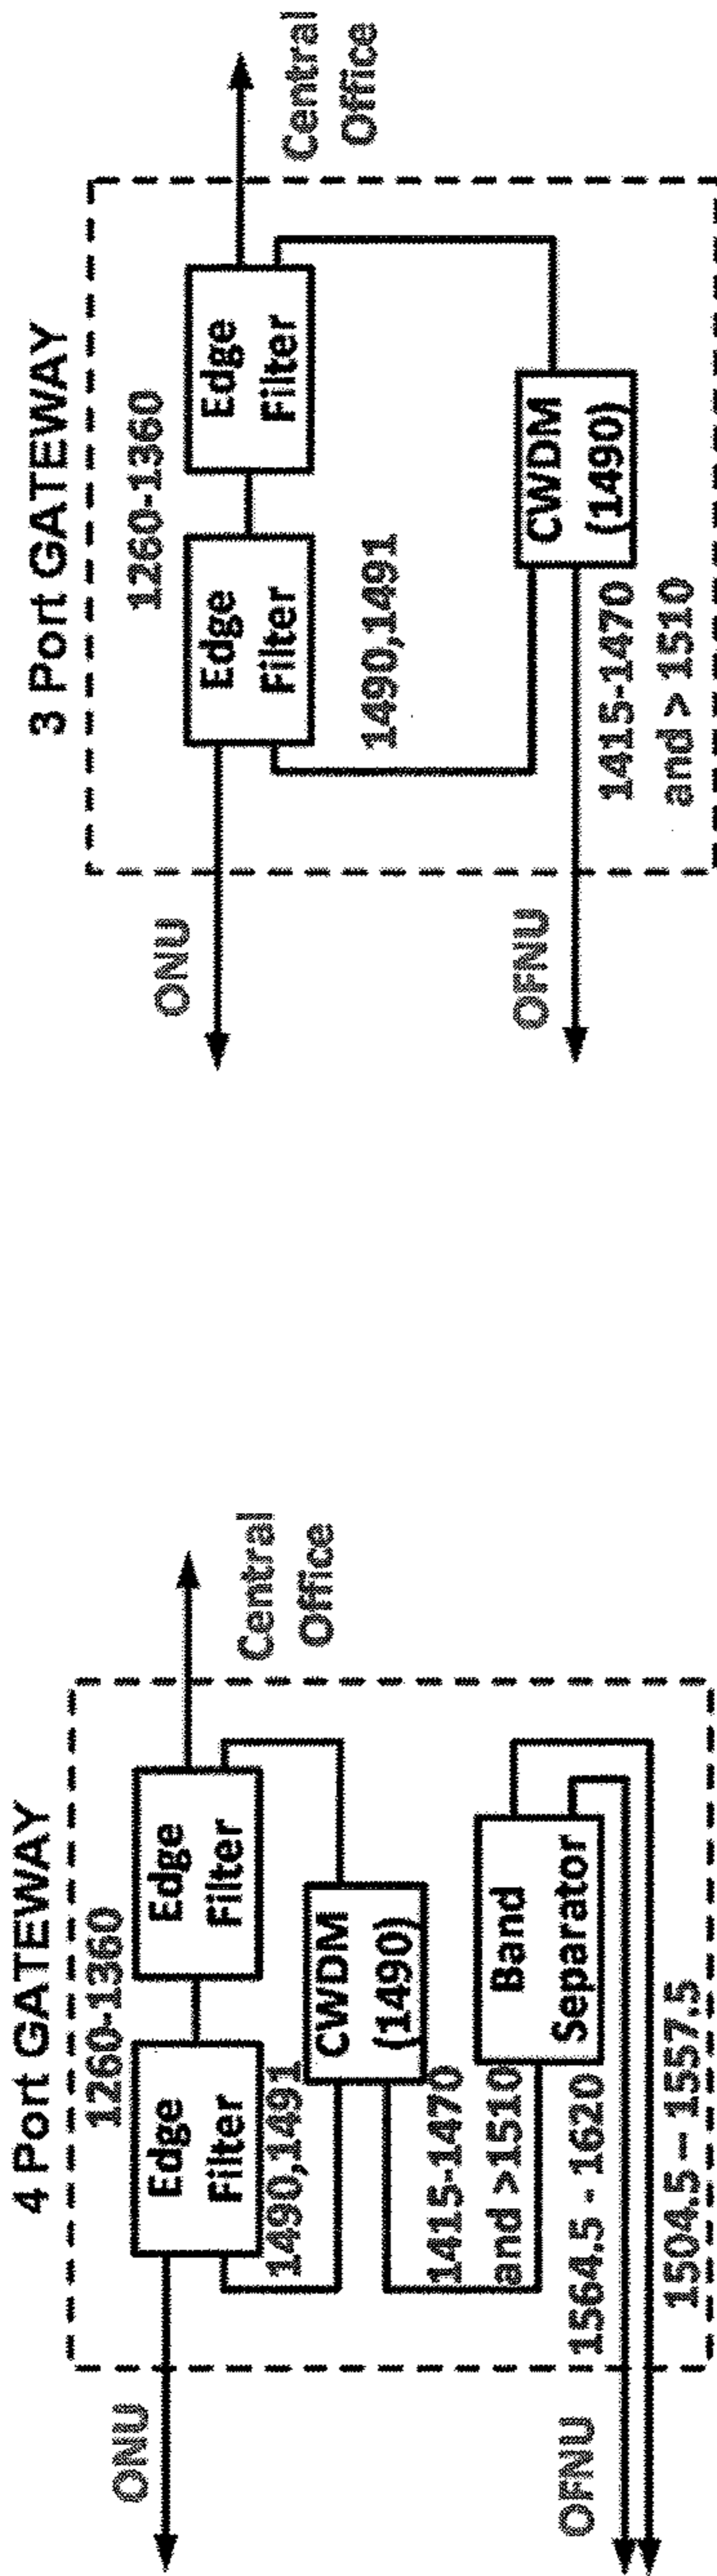 4 Port GATEWAY
1260-1360
Edge
Filter
Edge
Filter
ONU
Central
Office
1490,1491
CWDM
(1490)
1415-1470
and >1510
Band
Separator
OFNU
1564.5 - 1620
1504.5 – 1557.5
3 Port GATEWAY
1260-1360
Edge
Filter
Edge
Filter
ONU
Central
Office
1490,1491
CWDM
(1490)
OFNU
1415-1470
and > 1510